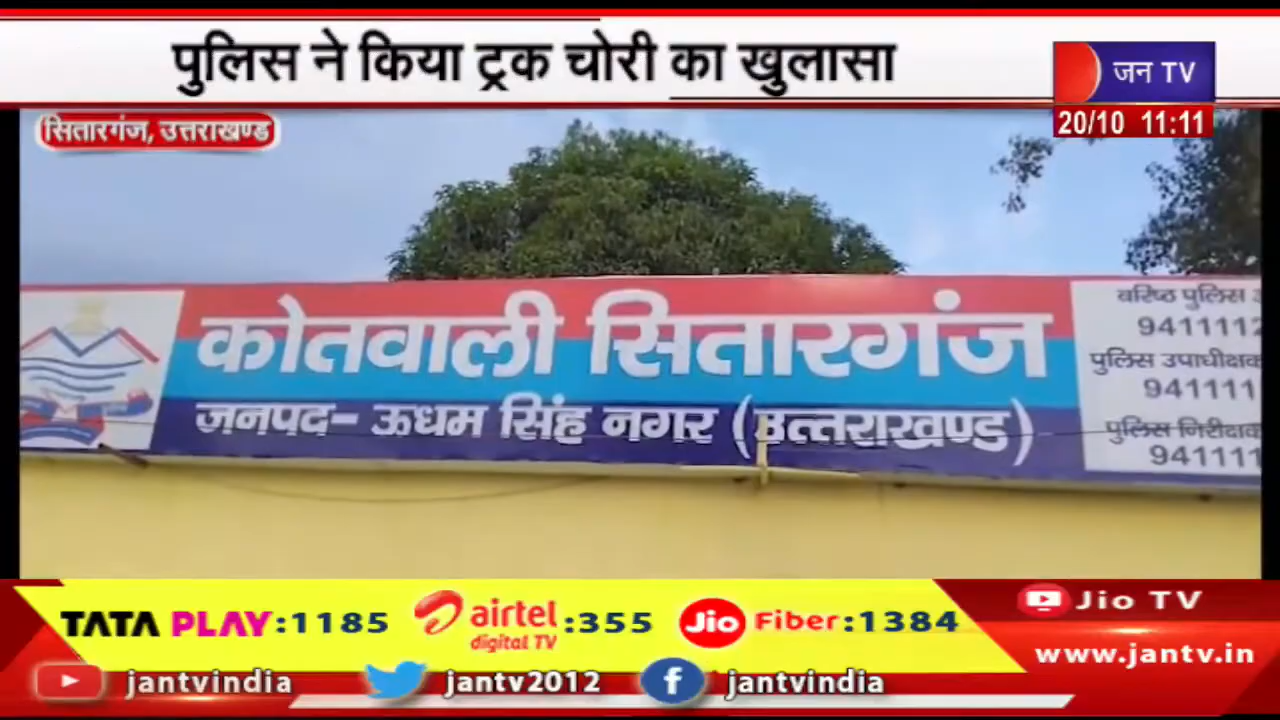 पुलिस ने किया ट्रक चोरी का खुलासा
जन TV
20/10 11:11
सितारगंज, उत्तराखण्ड
कोतवाली सितारगंज
जनपद- ऊधम सिंह नगर (उत्तराखण्ड)
वरिष्ठ पुलिस
9411112
पुलिस उपाधीक्षक
941111
पुलिस निरीक्षक
941111
TATA PLAY:1185
airtel digital TV:355
Jio Fiber:1384
Jio TV
www.jantv.in
jantvindia
jantv2012
jantvindia